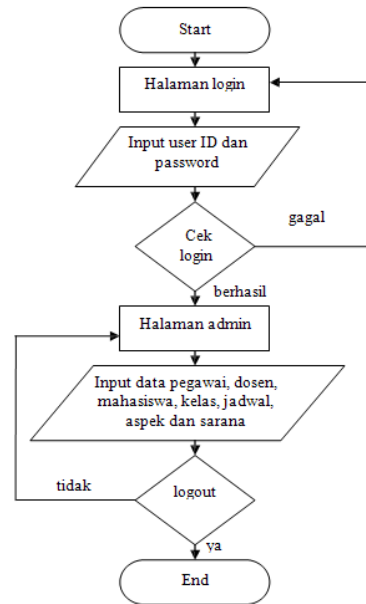 Start
Halaman login
Input user ID dan
password
Cek
login
gagal
berhasil
Halaman admin
Input data pegawai, dosen,
mahasiswa, kelas, jadwal,
aspek dan sarana
tidak
logout
ya
End